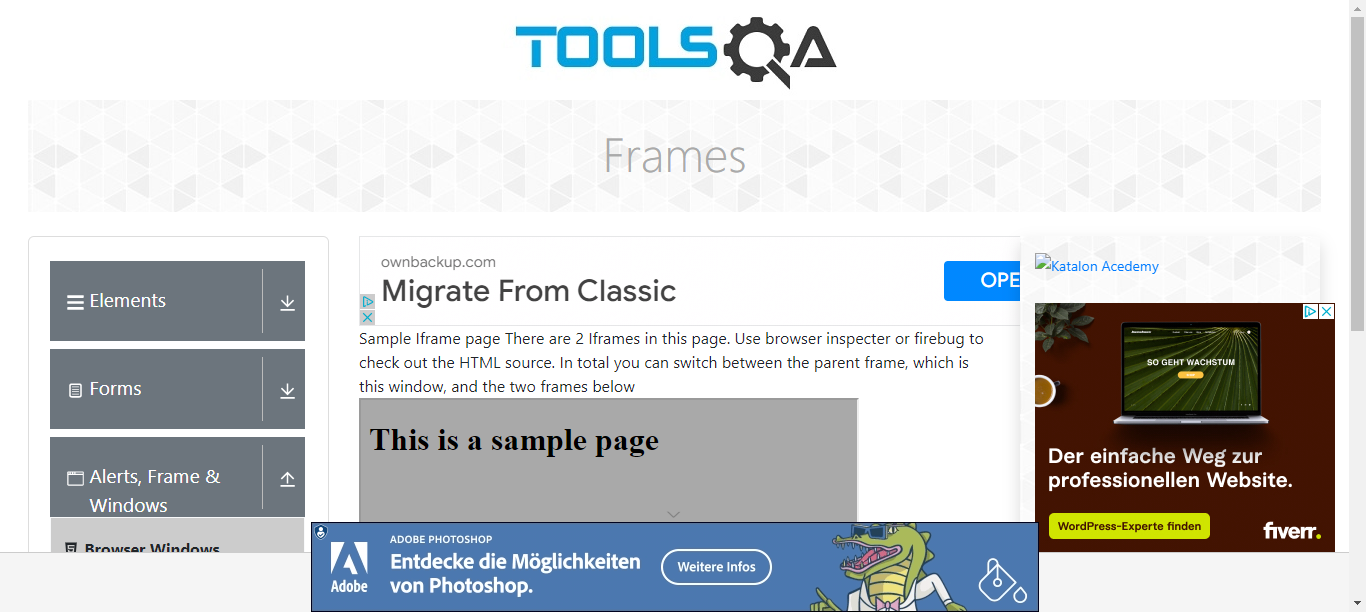 TOOLSQA
Frames
Elements
Forms
Alerts, Frame &
Windows
Browser Windows
ownbackup.com
Migrate From Classic
OPE
Sample Iframe page There are 2 Iframes in this page. Use browser inspector or firebug to
check out the HTML source. In total you can switch between the parent frame, which is
this window, and the two frames below
This is a sample page
Katalon Acedemy
SO GEHT WACHSTUM
Der einfache Weg zur
professionellen Website.
WordPress-Experte finden
fiverr.
Adobe
ADOBE PHOTOSHOP
Entdecke die Möglichkeiten
von Photoshop.
Weitere Infos